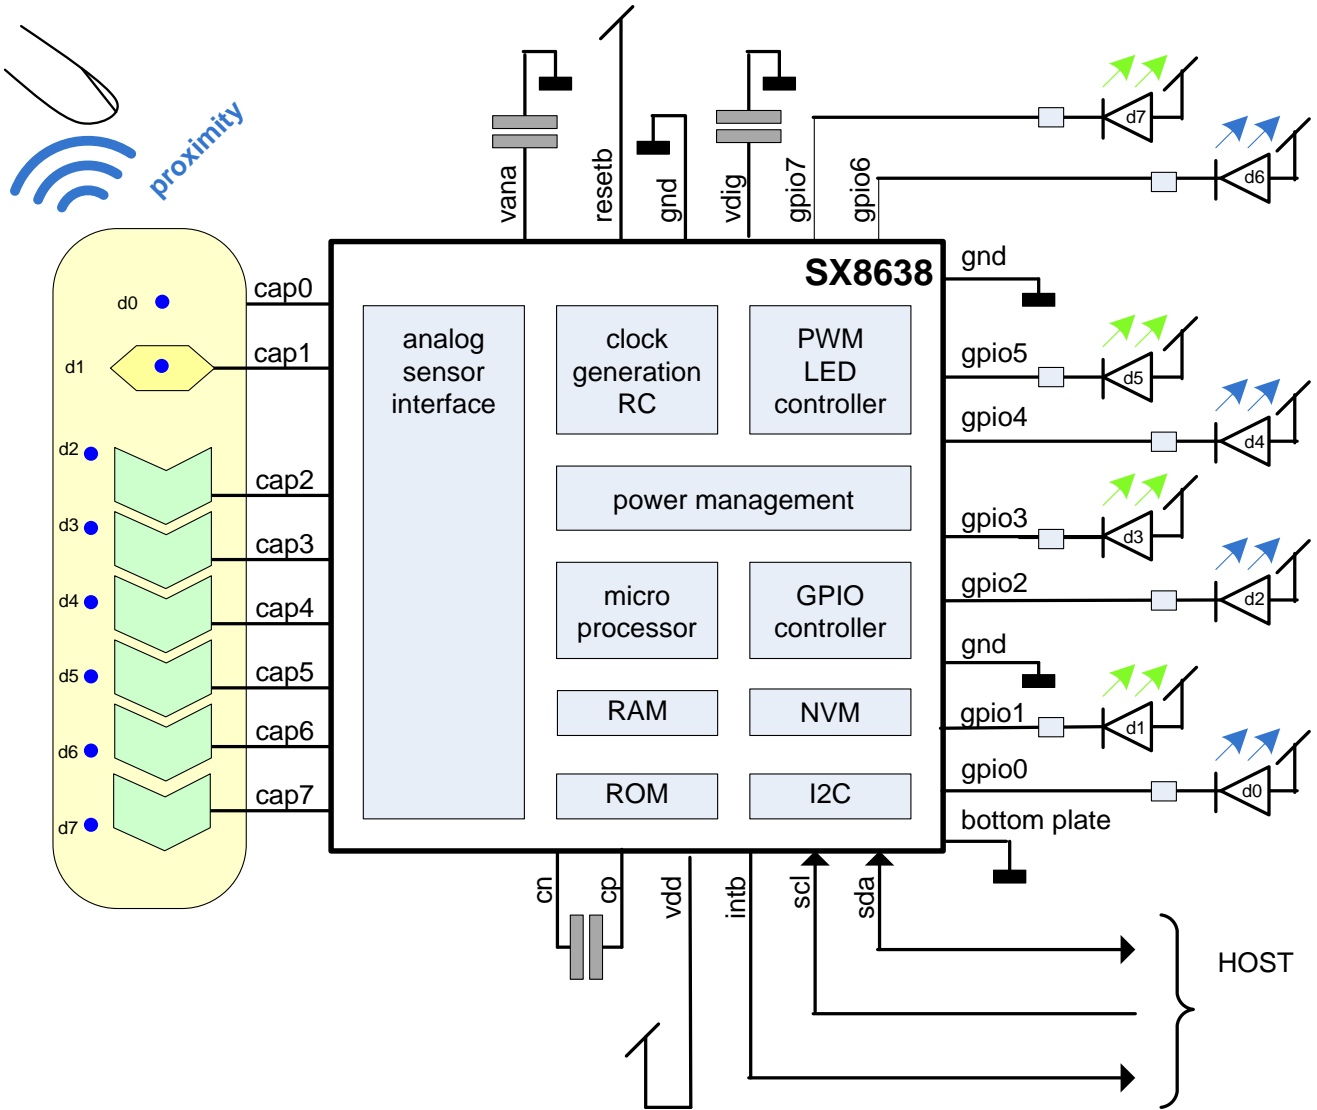 proximity
vana
resetb
gnd
vdig
gpio7
gpio6
d7
d6
SX8638
gnd
d0
cap0
d1
cap1
analog
sensor
interface
clock
generation
RC
PWM
LED
controller
gpio5
d5
gpio4
d4
d2
cap2
power management
d3
cap3
gpio3
d3
gpio2
d2
d4
cap4
micro
processor
GPIO
controller
gnd
d5
cap5
RAM
NVM
gpio1
d1
d6
cap6
gpio0
d0
d7
cap7
ROM
I2C
bottom plate
cn
cp
vdd
intb
scl
sda
HOST